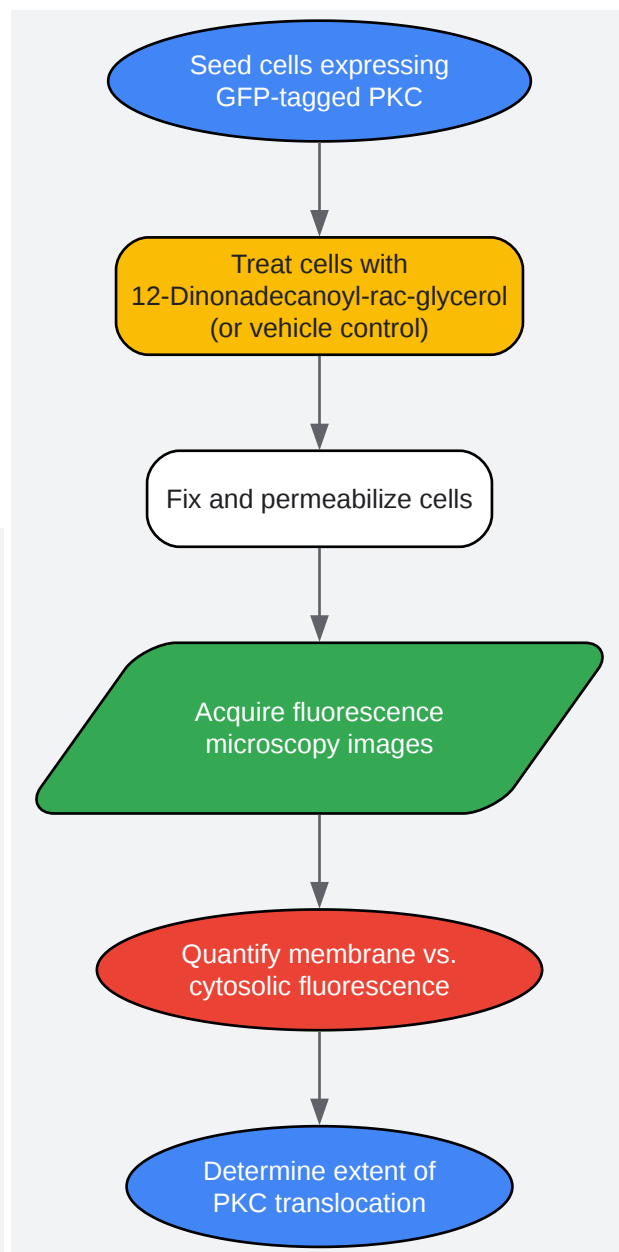 Seed cells expressing
GFP-tagged PKC
Treat cells with
12-Dinonadecanoyl-rac-glycerol
(or vehicle control)
Fix and permeabilize cells
Acquire fluorescence
microscopy images
Quantify membrane vs.
cytosolic fluorescence
Determine extent of
PKC translocation